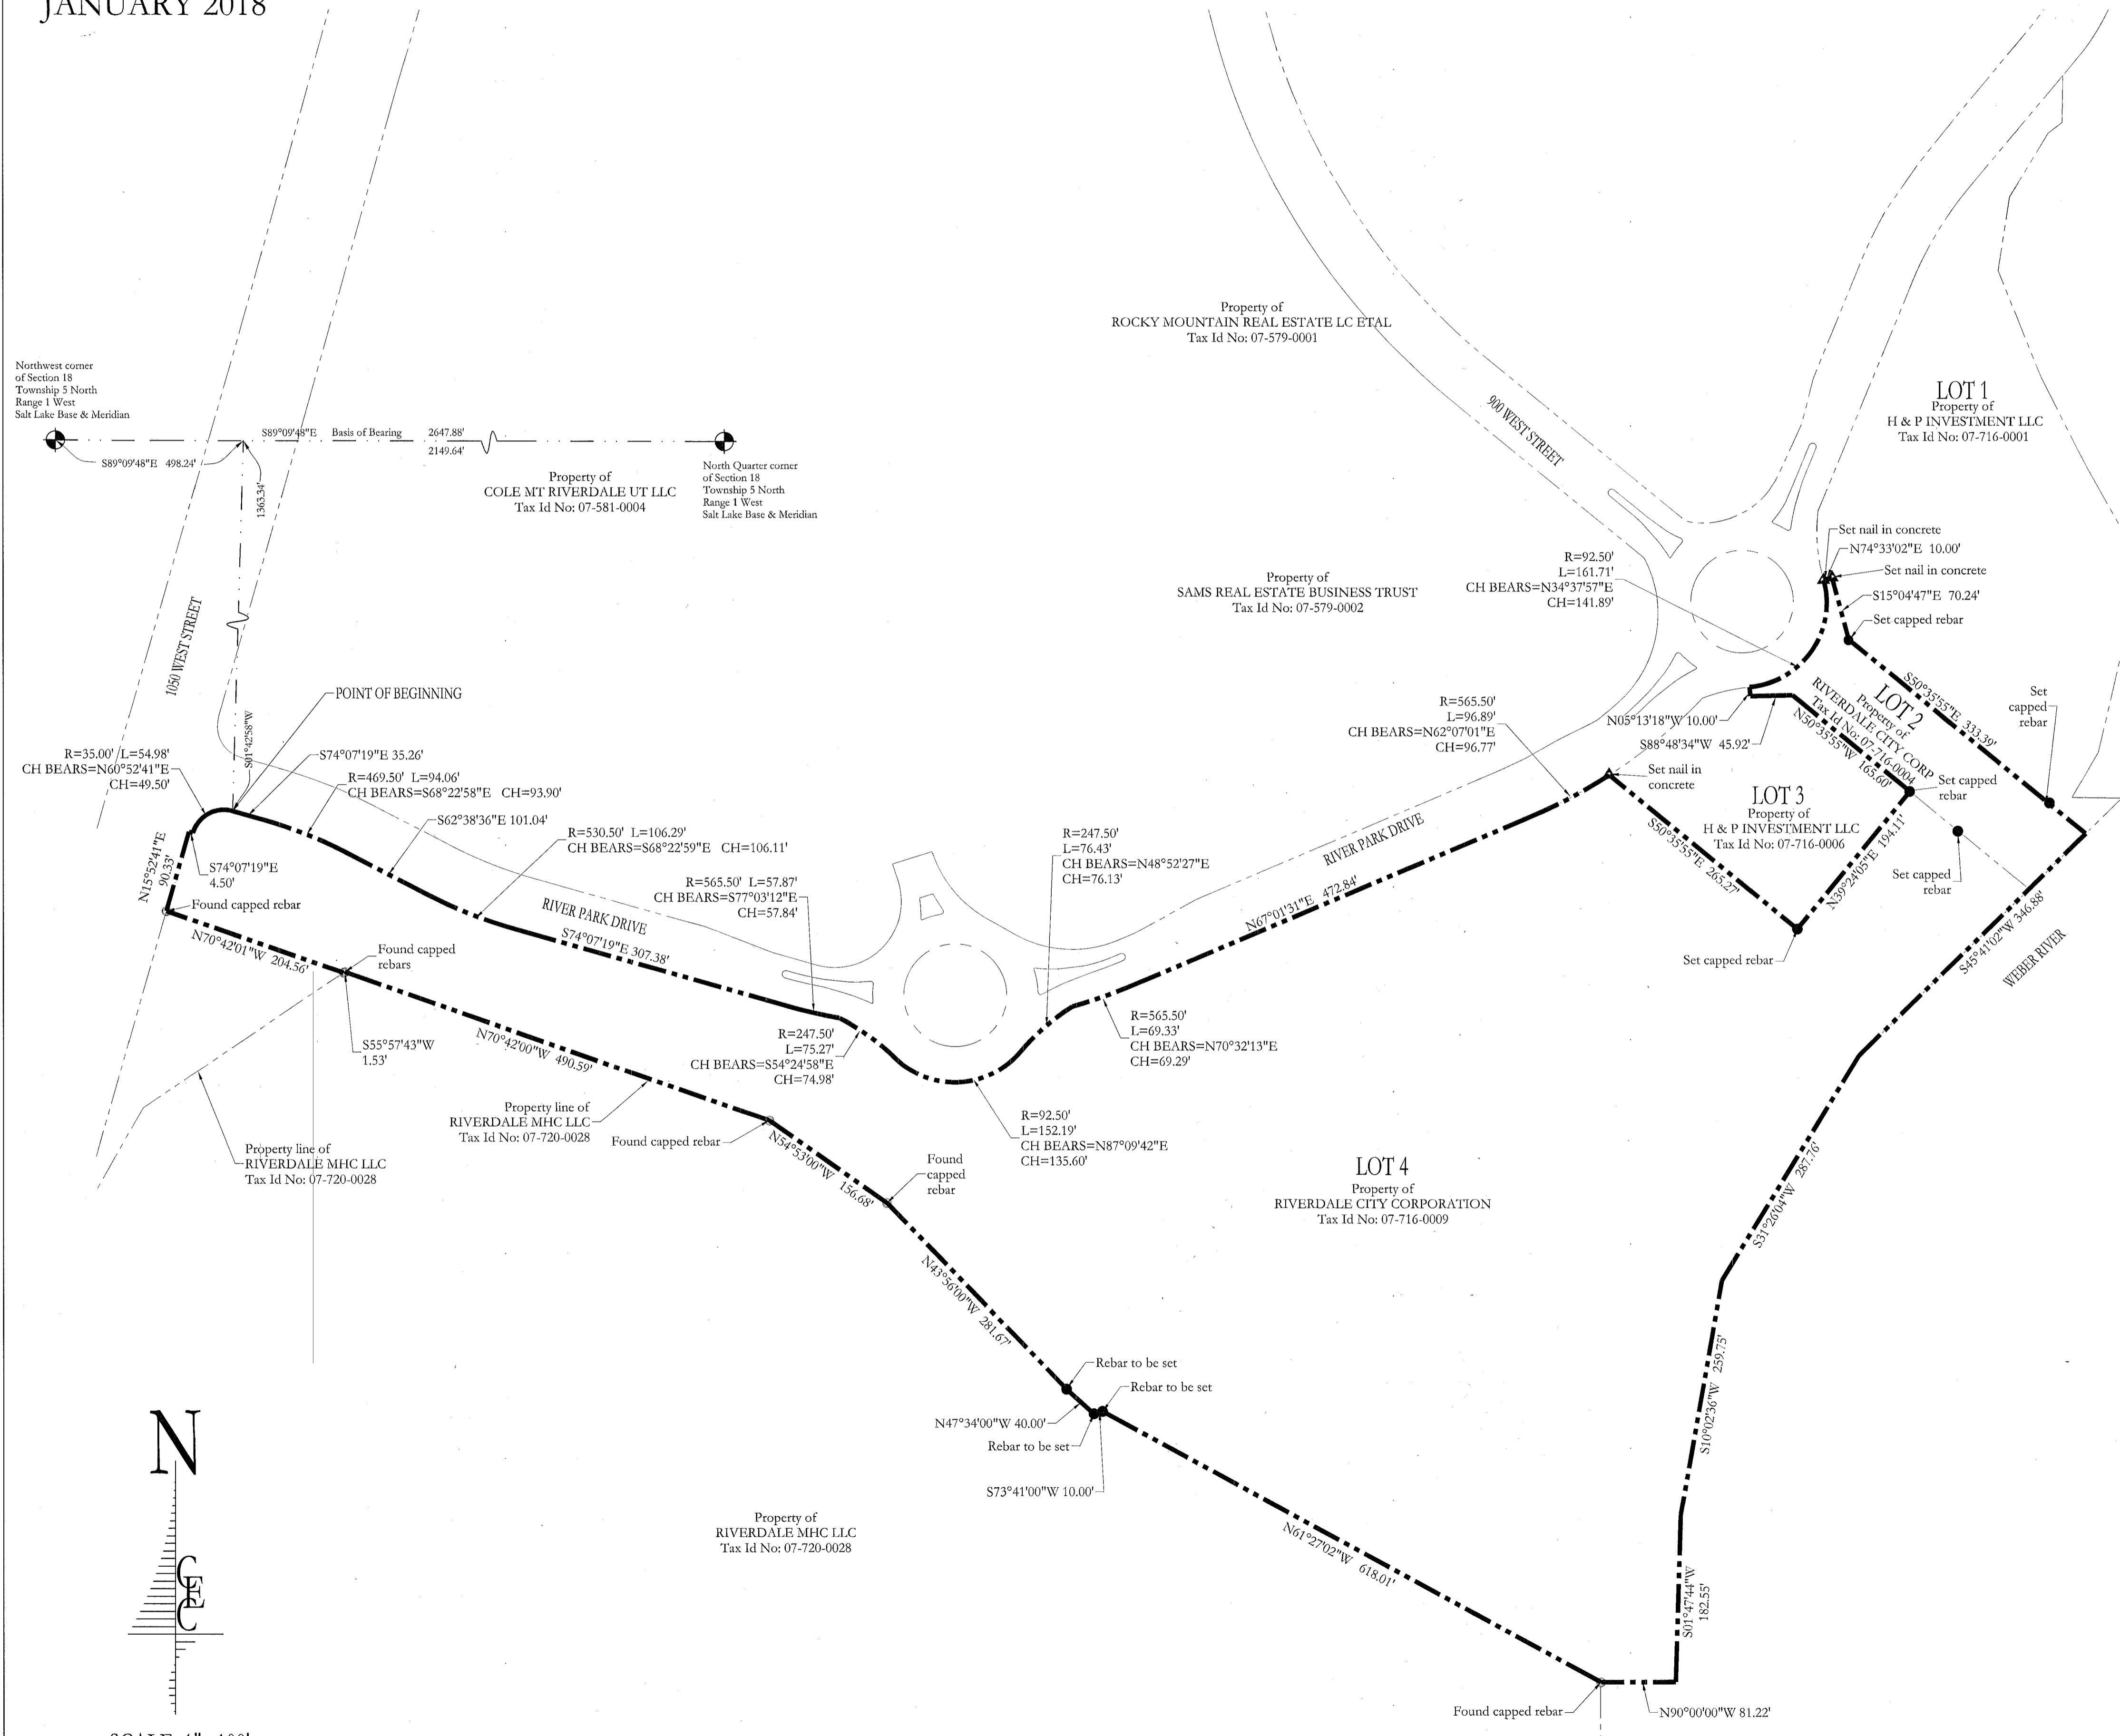 JANUARY 2018
Property of
ROCKY MOUNTAIN REAL ESTATE LC ETAL
Tax Id No: 07-579-0001
Northwest corner
of Section 18
Township 5 North
Range 1 West
Salt Lake Base & Meridian
S89°09'48"E Basis of Bearing 2647.88'
2149.64'
S89°09'48"E 498.24'
1363.34'
S01°42'58"W
North Quarter corner
of Section 18
Township 5 North
Range 1 West
Salt Lake Base & Meridian
Property of
COLE MT RIVERDALE UT LLC
Tax Id No: 07-581-0004
900 WEST STREET
LOT 1
Property of
H & P INVESTMENT LLC
Tax Id No: 07-716-0001
Set nail in concrete
N74°33'02"E 10.00'
Set nail in concrete
S15°04'47"E 70.24'
Set capped rebar
R=92.50'
L=161.71'
CH BEARS=N34°37'57"E
CH=141.89'
Property of
SAMS REAL ESTATE BUSINESS TRUST
Tax Id No: 07-579-0002
1050 WEST STREET
POINT OF BEGINNING
R=35.00' L=54.98'
CH BEARS=N60°52'41"E
CH=49.50'
S74°07'19"E 35.26'
R=469.50' L=94.06'
CH BEARS=S68°22'58"E CH=93.90'
S62°38'36"E 101.04'
R=530.50' L=106.29'
CH BEARS=S68°22'59"E CH=106.11'
R=565.50' L=57.87'
CH BEARS=S77°03'12"E
CH=57.84'
R=247.50'
L=76.43'
CH BEARS=N48°52'27"E
CH=76.13'
R=565.50'
L=96.89'
CH BEARS=N62°07'01"E
CH=96.77'
N05°13'18"W 10.00'
S88°48'34"W 45.92'
S50°35'55"E 333.39'
LOT 2
Property of
RIVERDALE CITY CORP
Tax Id No: 07-716-0004
N50°35'55"W 165.60'
Set
capped
rebar
Set nail in
concrete
Set capped
rebar
LOT 3
Property of
H & P INVESTMENT LLC
Tax Id No: 07-716-0006
S50°35'55"E 265.27'
N39°24'05"E 194.11'
Set capped
rebar
Set capped rebar
S45°41'02"W 346.88'
WEBER RIVER
RIVER PARK DRIVE
N67°01'31"E 472.84'
N15°52'41"E
90.33'
S74°07'19"E
4.50'
Found capped rebar
N70°42'01"W 204.56'
Found capped
rebars
RIVER PARK DRIVE
S74°07'19"E 307.38'
S55°57'43"W
1.53'
N70°42'00"W 490.59'
R=247.50'
L=75.27'
CH BEARS=S54°24'58"E
CH=74.98'
R=565.50'
L=69.33'
CH BEARS=N70°32'13"E
CH=69.29'
R=92.50'
L=152.19'
CH BEARS=N87°09'42"E
CH=135.60'
Property line of
RIVERDALE MHC LLC
Tax Id No: 07-720-0028
Property line of
RIVERDALE MHC LLC
Tax Id No: 07-720-0028
Found capped rebar
N54°53'00"W 156.68'
Found
capped
rebar
LOT 4
Property of
RIVERDALE CITY CORPORATION
Tax Id No: 07-716-0009
S31°26'04"W 287.76'
N43°56'00"W 281.67'
S10°02'36"W 259.75'
Rebar to be set
Rebar to be set
N47°34'00"W 40.00'
Rebar to be set
S73°41'00"W 10.00'
N
CEC
Property of
RIVERDALE MHC LLC
Tax Id No: 07-720-0028
N61°27'02"W 618.01'
S01°47'44"W
182.55'
Found capped rebar
N90°00'00"W 81.22'